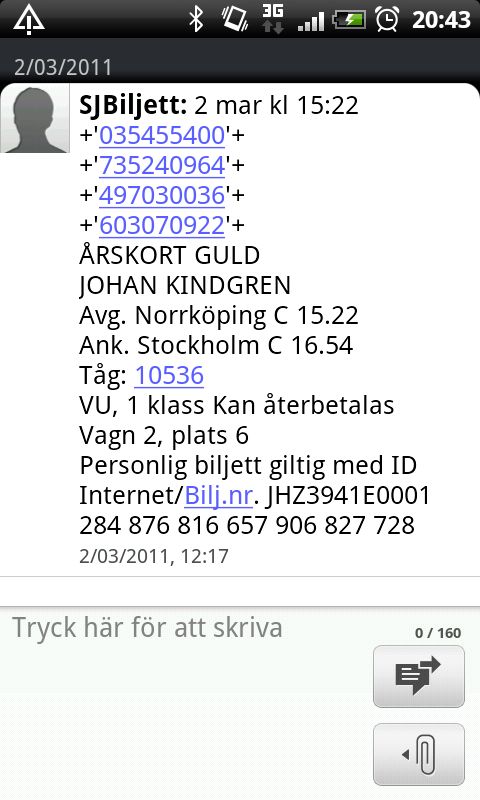 3G
20:43
2/03/2011
SJBiljett: 2 mar kl 15:22
+'035455400'+
+'735240964'+
+'497030036'+
+'603070922'+
ÅRSKORT GULD
JOHAN KINDGREN
Avg. Norrköping C 15.22
Ank. Stockholm C 16.54
Tåg: 10536
VU, 1 klass Kan återbetalas
Vagn 2, plats 6
Personlig biljett giltig med ID
Internet/Bilj.nr. JHZ3941E0001
284 876 816 657 906 827 728
2/03/2011, 12:17
Tryck här för att skriva
0 / 160